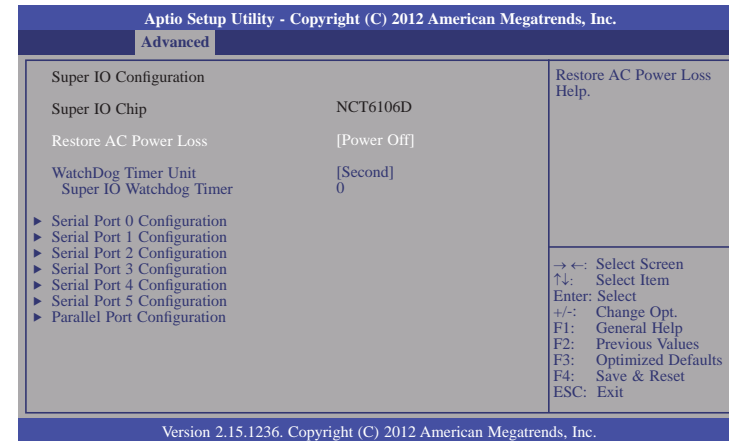 Aptio Setup Utility - Copyright (C) 2012 American Megatrends, Inc.
Advanced
Super IO Configuration
Super IO Chip NCT6106D
Restore AC Power Loss [Power Off]
WatchDog Timer Unit [Second]
Super IO Watchdog Timer 0
► Serial Port 0 Configuration
► Serial Port 1 Configuration
► Serial Port 2 Configuration
► Serial Port 3 Configuration
► Serial Port 4 Configuration
► Serial Port 5 Configuration
► Parallel Port Configuration
Restore AC Power Loss
Help.
→←: Select Screen
↑↓: Select Item
Enter: Select
+/-: Change Opt.
F1: General Help
F2: Previous Values
F3: Optimized Defaults
F4: Save & Reset
ESC: Exit
Version 2.15.1236. Copyright (C) 2012 American Megatrends, Inc.